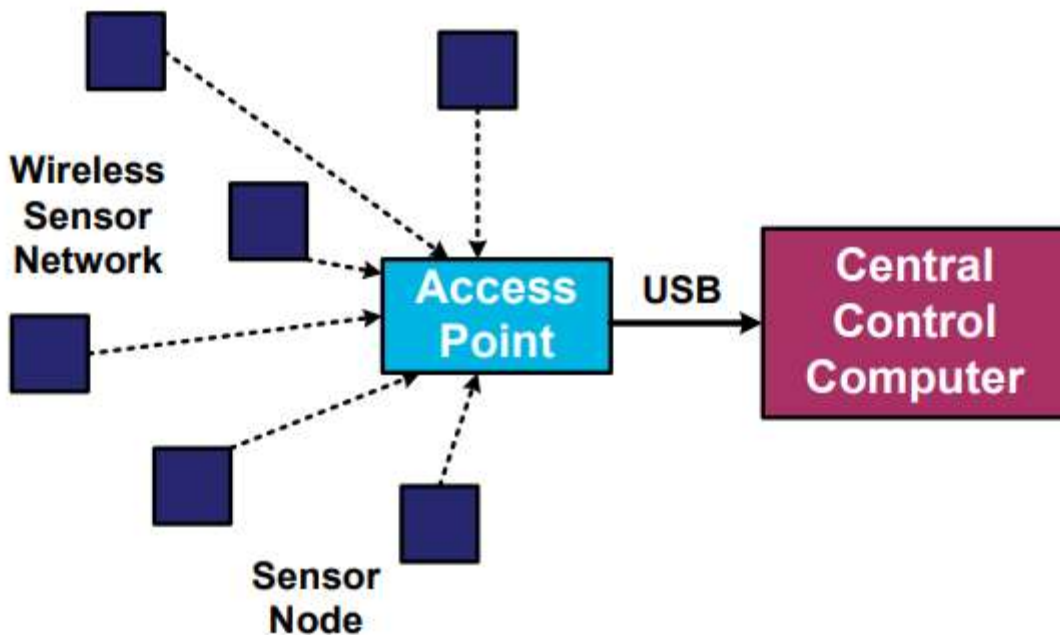 Wireless
Sensor
Network
Access
Point
USB
Central
Control
Computer
Sensor
Node